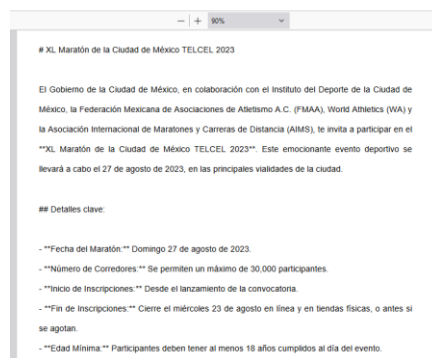 — | + 90%
# XL Maratón de la Ciudad de México TELCEL 2023
El Gobierno de la Ciudad de México, en colaboración con el Instituto del Deporte de la Ciudad de
México, la Federación Mexicana de Asociaciones de Atletismo A.C. (FMAA), World Athletics (WA) y
la Asociación Internacional de Maratones y Carreras de Distancia (AIMS), te invita a participar en el
**XL Maratón de la Ciudad de México TELCEL 2023**. Este emocionante evento deportivo se
llevará a cabo el 27 de agosto de 2023, en las principales vialidades de la ciudad.
## Detalles clave:
- **Fecha del Maratón:** Domingo 27 de agosto de 2023.
- **Número de Corredores:** Se permiten un máximo de 30,000 participantes.
- **Inicio de Inscripciones:** Desde el lanzamiento de la convocatoria.
- **Fin de Inscripciones:** Cierre el miércoles 23 de agosto en línea y en tiendas físicas, o antes si
se agotan.
- **Edad Mínima:** Participantes deben tener al menos 18 años cumplidos al día del evento.